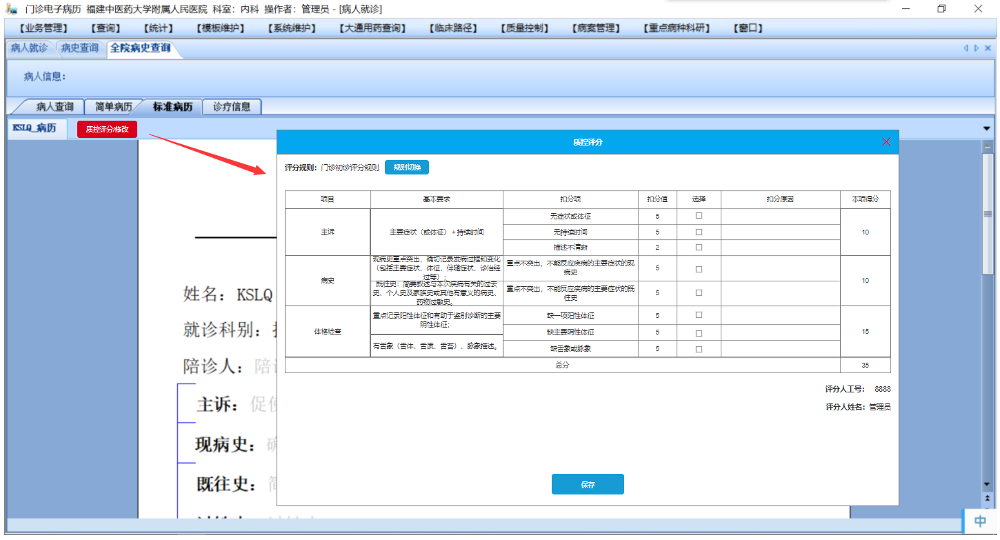 门诊电子病历 福建中医药大学附属人民医院 科室：内科 操作者：管理员 - [病人就诊]
【业务管理】 【查询】 【统计】 【模板维护】 【系统维护】 【大通用药查询】 【临床路径】 【质量控制】 【病案管理】 【重点病种科研】 【窗口】
病人就诊 病史查询 全院病史查询
病人信息：
病人查询 简单病历 标准病历 诊疗信息
KSLQ_病历 质控评分/修改
质控评分
评分规则： 门诊初诊评分规则 规则切换
项目 基本要求 扣分项 扣分值 选择 扣分原因 本项得分
主诉 主要症状（或体征）+持续时间 10
无症状或体征 5
无持续时间 5
描述不清晰 2
病史 10
现病史重点突出，确切记录发病过程和变化
（包括主要症状、体征、伴随症状、诊治经
过等）；
重点不突出，不能反应疾病的主要症状的现
病史 5
既往史：简要叙述与本次疾病有关的过去
史、个人史及家族史或其他有意义的病史、
药物过敏史。
重点不突出，不能反应疾病的主要症状的既
往史 5
体格检查 15
重点记录阳性体征和有助于鉴别诊断的主要
阴性体征；
缺一项阳性体征 5
缺主要阴性体征 5
有舌象（舌体、舌质、舌苔）、脉象描述。
缺舌象或脉象 5
总分 35
评分人工号： 8888
评分人姓名：管理员
保存
姓名：KSLQ
就诊科别：
陪诊人：陪
主诉：促
现病史：
既往史：
中